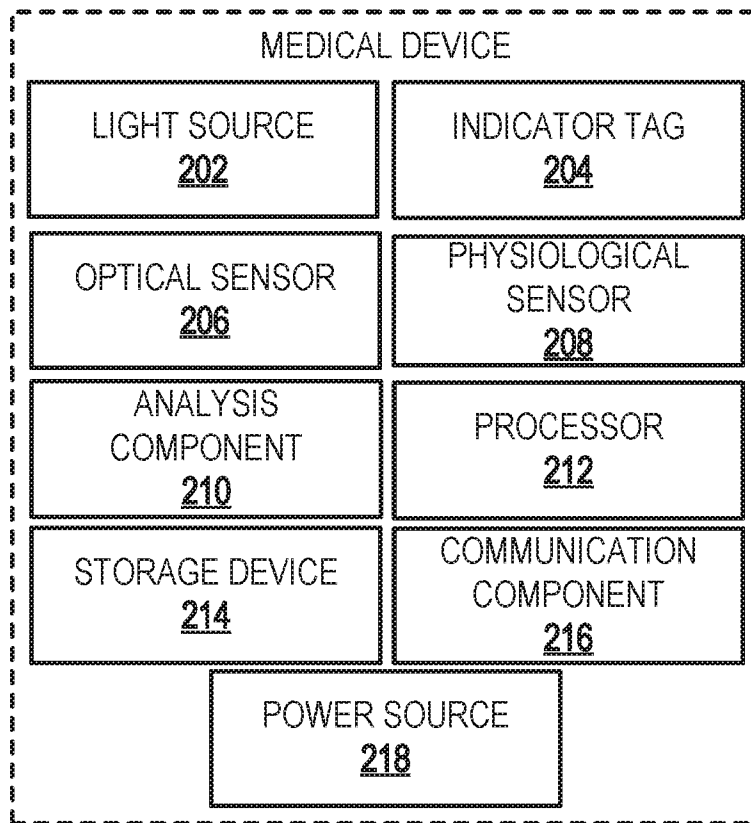 MEDICAL DEVICE
LIGHT SOURCE
202
INDICATOR TAG
204
OPTICAL SENSOR
206
PHYSIOLOGICAL
SENSOR
208
ANALYSIS
COMPONENT
210
PROCESSOR
212
STORAGE DEVICE
214
COMMUNICATION
COMPONENT
216
POWER SOURCE
218